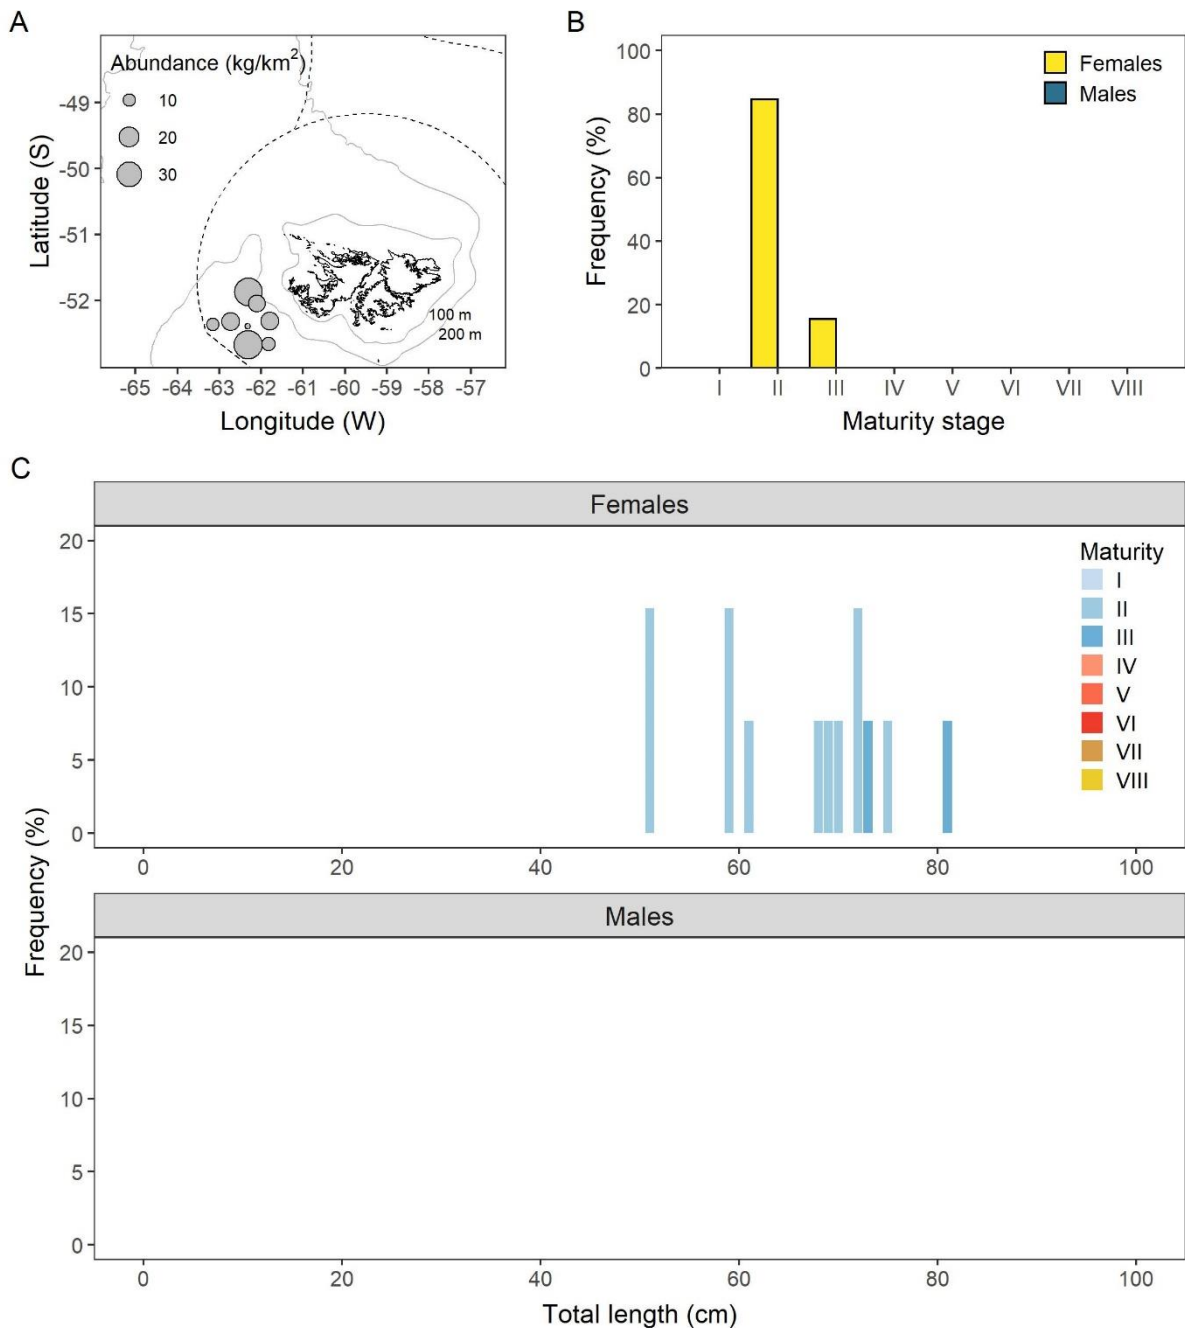 A
Abundance (kg/km²)
10
20
30
-49
-50
-51
-52
Latitude (S)
100 m
200 m
-65 -64 -63 -62 -61 -60 -59 -58 -57
Longitude (W)
B
100
80
60
40
20
0
Frequency (%)
Females
Males
I II III IV V VI VII VIII
Maturity stage
C
Females
20
15
10
5
0
Maturity
I
II
III
IV
V
VI
VII
VIII
0 20 40 60 80 100
Frequency (%)
Males
20
15
10
5
0
0 20 40 60 80 100
Total length (cm)